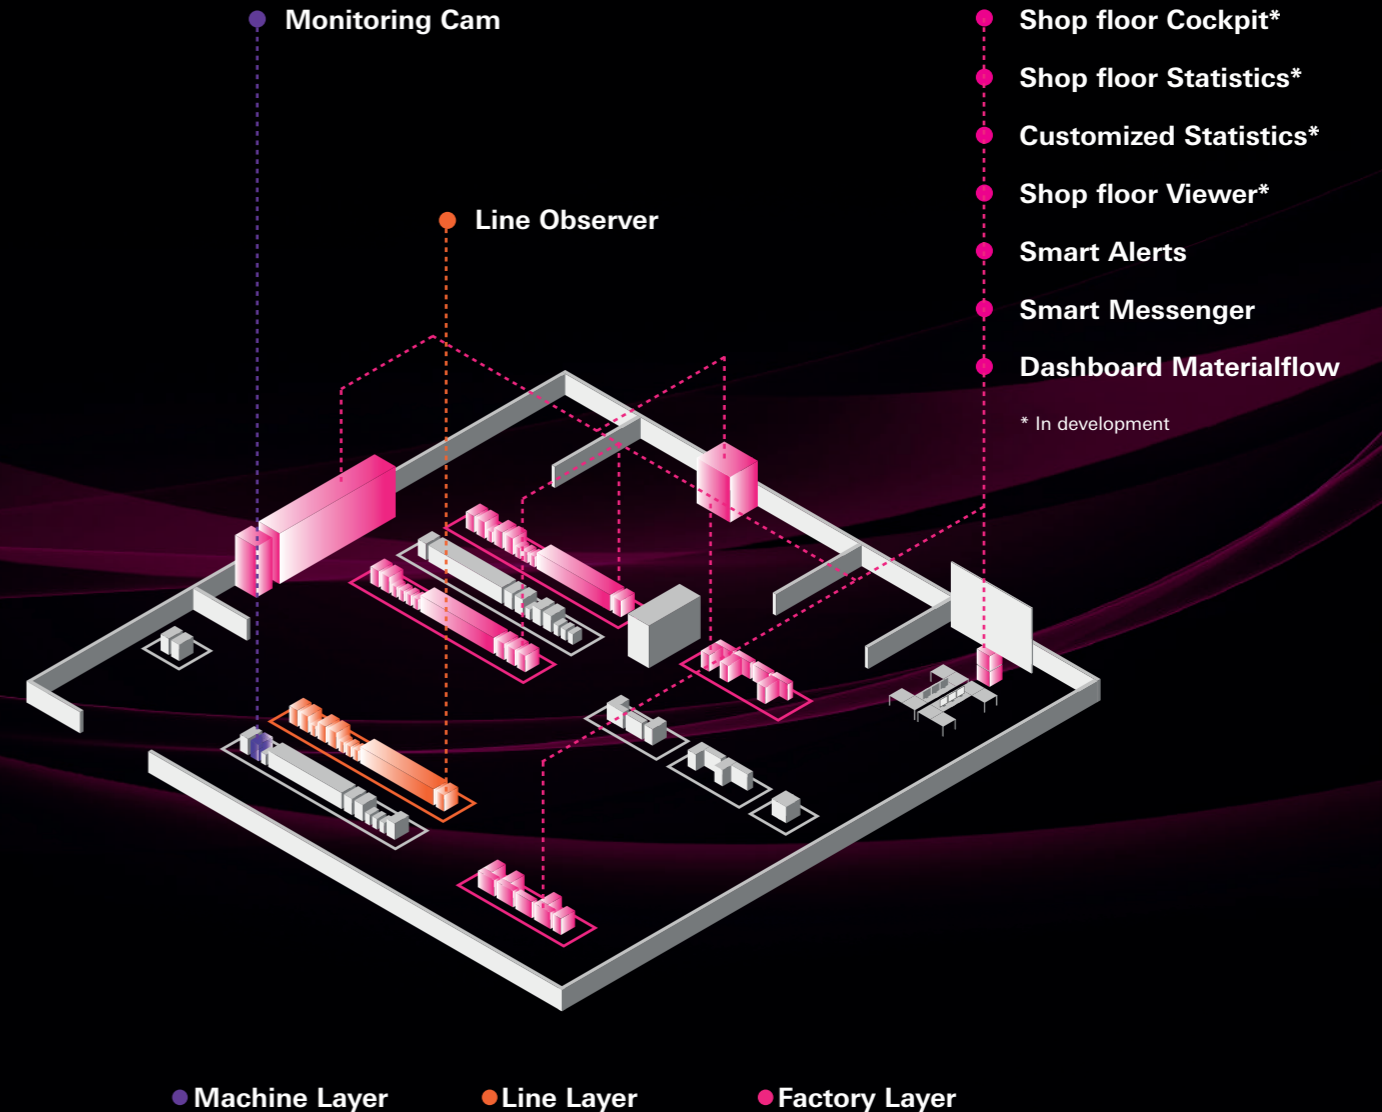 Monitoring Cam
Shop floor Cockpit*
Shop floor Statistics*
Customized Statistics*
Shop floor Viewer*
Line Observer
Smart Alerts
Smart Messenger
Dashboard Materialflow
* In development
Machine Layer
Line Layer
Factory Layer